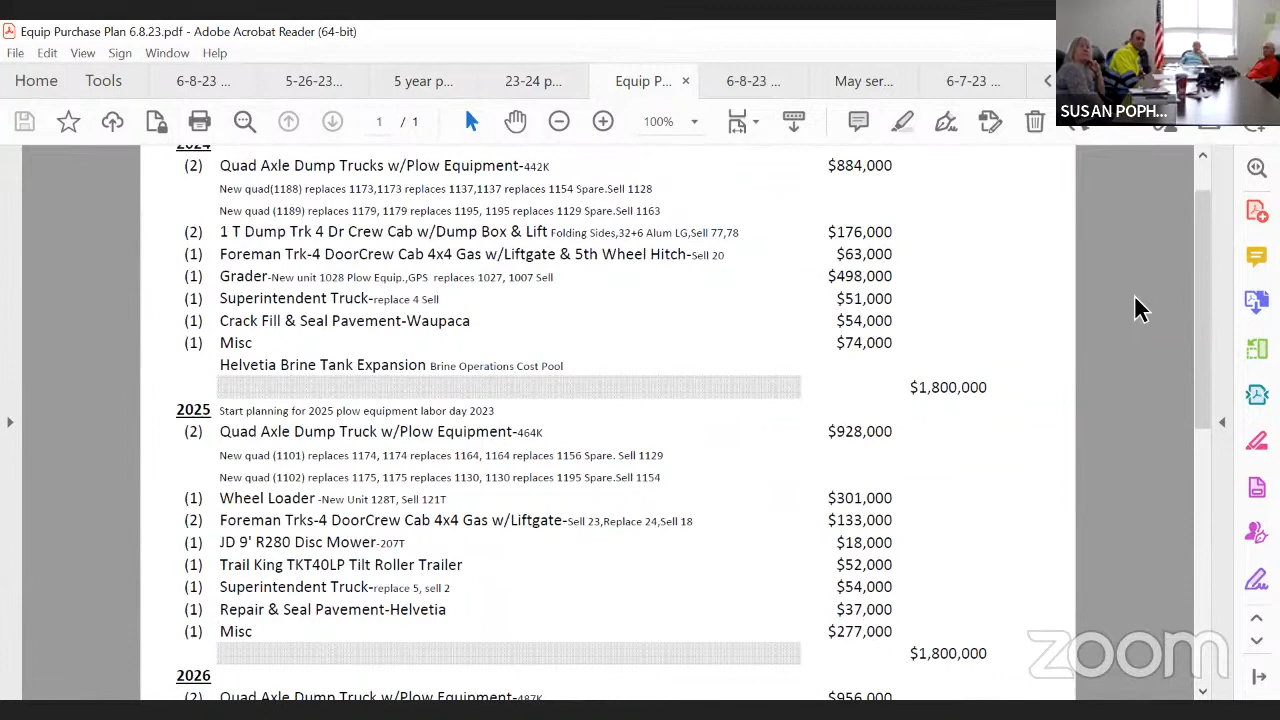 Equip Purchase Plan 6.8.23.pdf - Adobe Acrobat Reader (64-bit)
File Edit View Sign Window Help
Home Tools 6-8-23 ... 5-26-23... 5 year p... 23-24 p... Equip P... × 6-8-23 ... May ser... 6-7-23 ...
1 / 1 100%
SUSAN POPH...
2024
(2) Quad Axle Dump Trucks w/Plow Equipment-442K $884,000
New quad(1188) replaces 1173,1173 replaces 1137,1137 replaces 1154 Spare.Sell 1128
New quad (1189) replaces 1179, 1179 replaces 1195, 1195 replaces 1129 Spare.Sell 1163
(2) 1 T Dump Trk 4 Dr Crew Cab w/Dump Box & Lift Folding Sides,32+6 Alum LG,Sell 77,78 $176,000
(1) Foreman Trk-4 DoorCrew Cab 4x4 Gas w/Liftgate & 5th Wheel Hitch-Sell 20 $63,000
(1) Grader-New unit 1028 Plow Equip.,GPS replaces 1027, 1007 Sell $498,000
(1) Superintendent Truck-replace 4 Sell $51,000
(1) Crack Fill & Seal Pavement-Waupaca $54,000
(1) Misc $74,000
Helvetia Brine Tank Expansion Brine Operations Cost Pool
$1,800,000
2025 Start planning for 2025 plow equipment labor day 2023
(2) Quad Axle Dump Truck w/Plow Equipment-464K $928,000
New quad (1101) replaces 1174, 1174 replaces 1164, 1164 replaces 1156 Spare. Sell 1129
New quad (1102) replaces 1175, 1175 replaces 1130, 1130 replaces 1195 Spare.Sell 1154
(1) Wheel Loader -New Unit 128T, Sell 121T $301,000
(2) Foreman Trks-4 DoorCrew Cab 4x4 Gas w/Liftgate-Sell 23,Replace 24,Sell 18 $133,000
(1) JD 9' R280 Disc Mower-207T $18,000
(1) Trail King TKT40LP Tilt Roller Trailer $52,000
(1) Superintendent Truck-replace 5, sell 2 $54,000
(1) Repair & Seal Pavement-Helvetia $37,000
(1) Misc $277,000
$1,800,000
zoom
2026
(2) Quad Axle Dump Truck w/Plow Equipment-487K $956,000